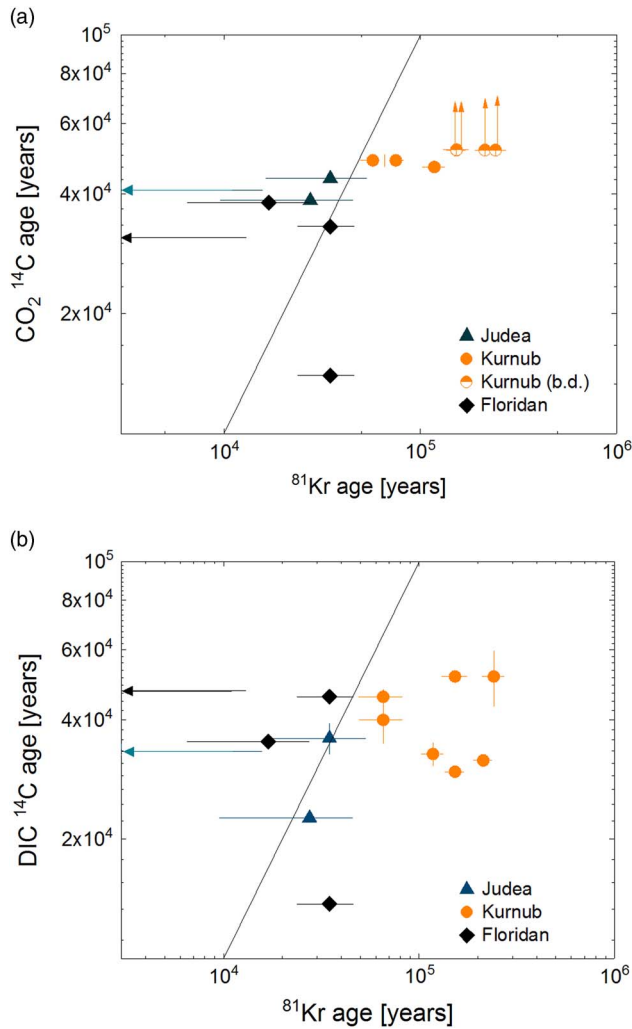 (a)
10⁵
8x10⁴
6x10⁴
4x10⁴
2x10⁴
CO₂ ¹⁴C age [years]
Judea
Kurnub
Kurnub (b.d.)
Floridan
10⁴ 10⁵ 10⁶
⁸¹Kr age [years]
(b)
10⁵
8x10⁴
6x10⁴
4x10⁴
2x10⁴
DIC ¹⁴C age [years]
Judea
Kurnub
Floridan
10⁴ 10⁵ 10⁶
⁸¹Kr age [years]